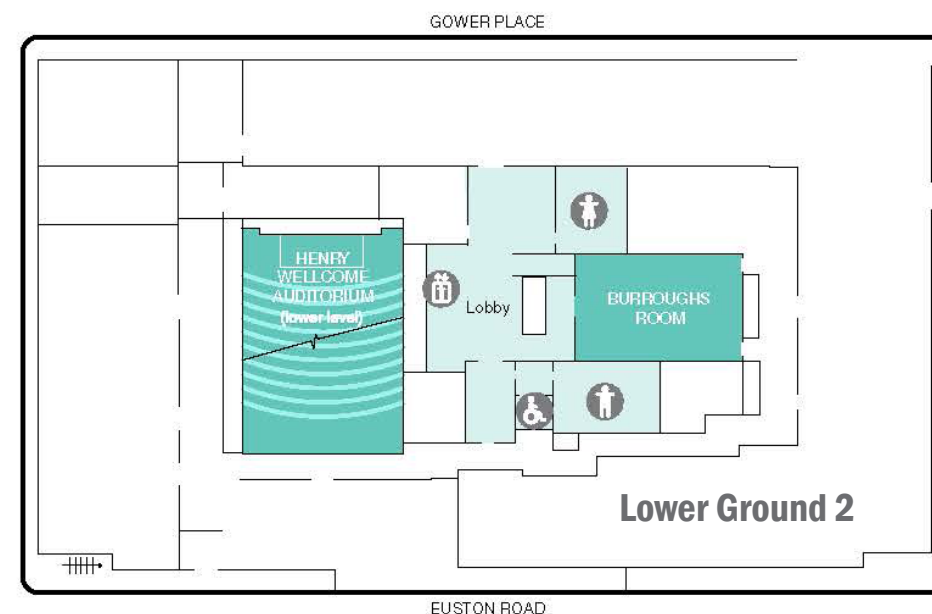 GOWER PLACE
HENRY
WELLCOME
AUDITORIUM
(lower level)
Lobby
BURROUGHS
ROOM
Lower Ground 2
EUSTON ROAD